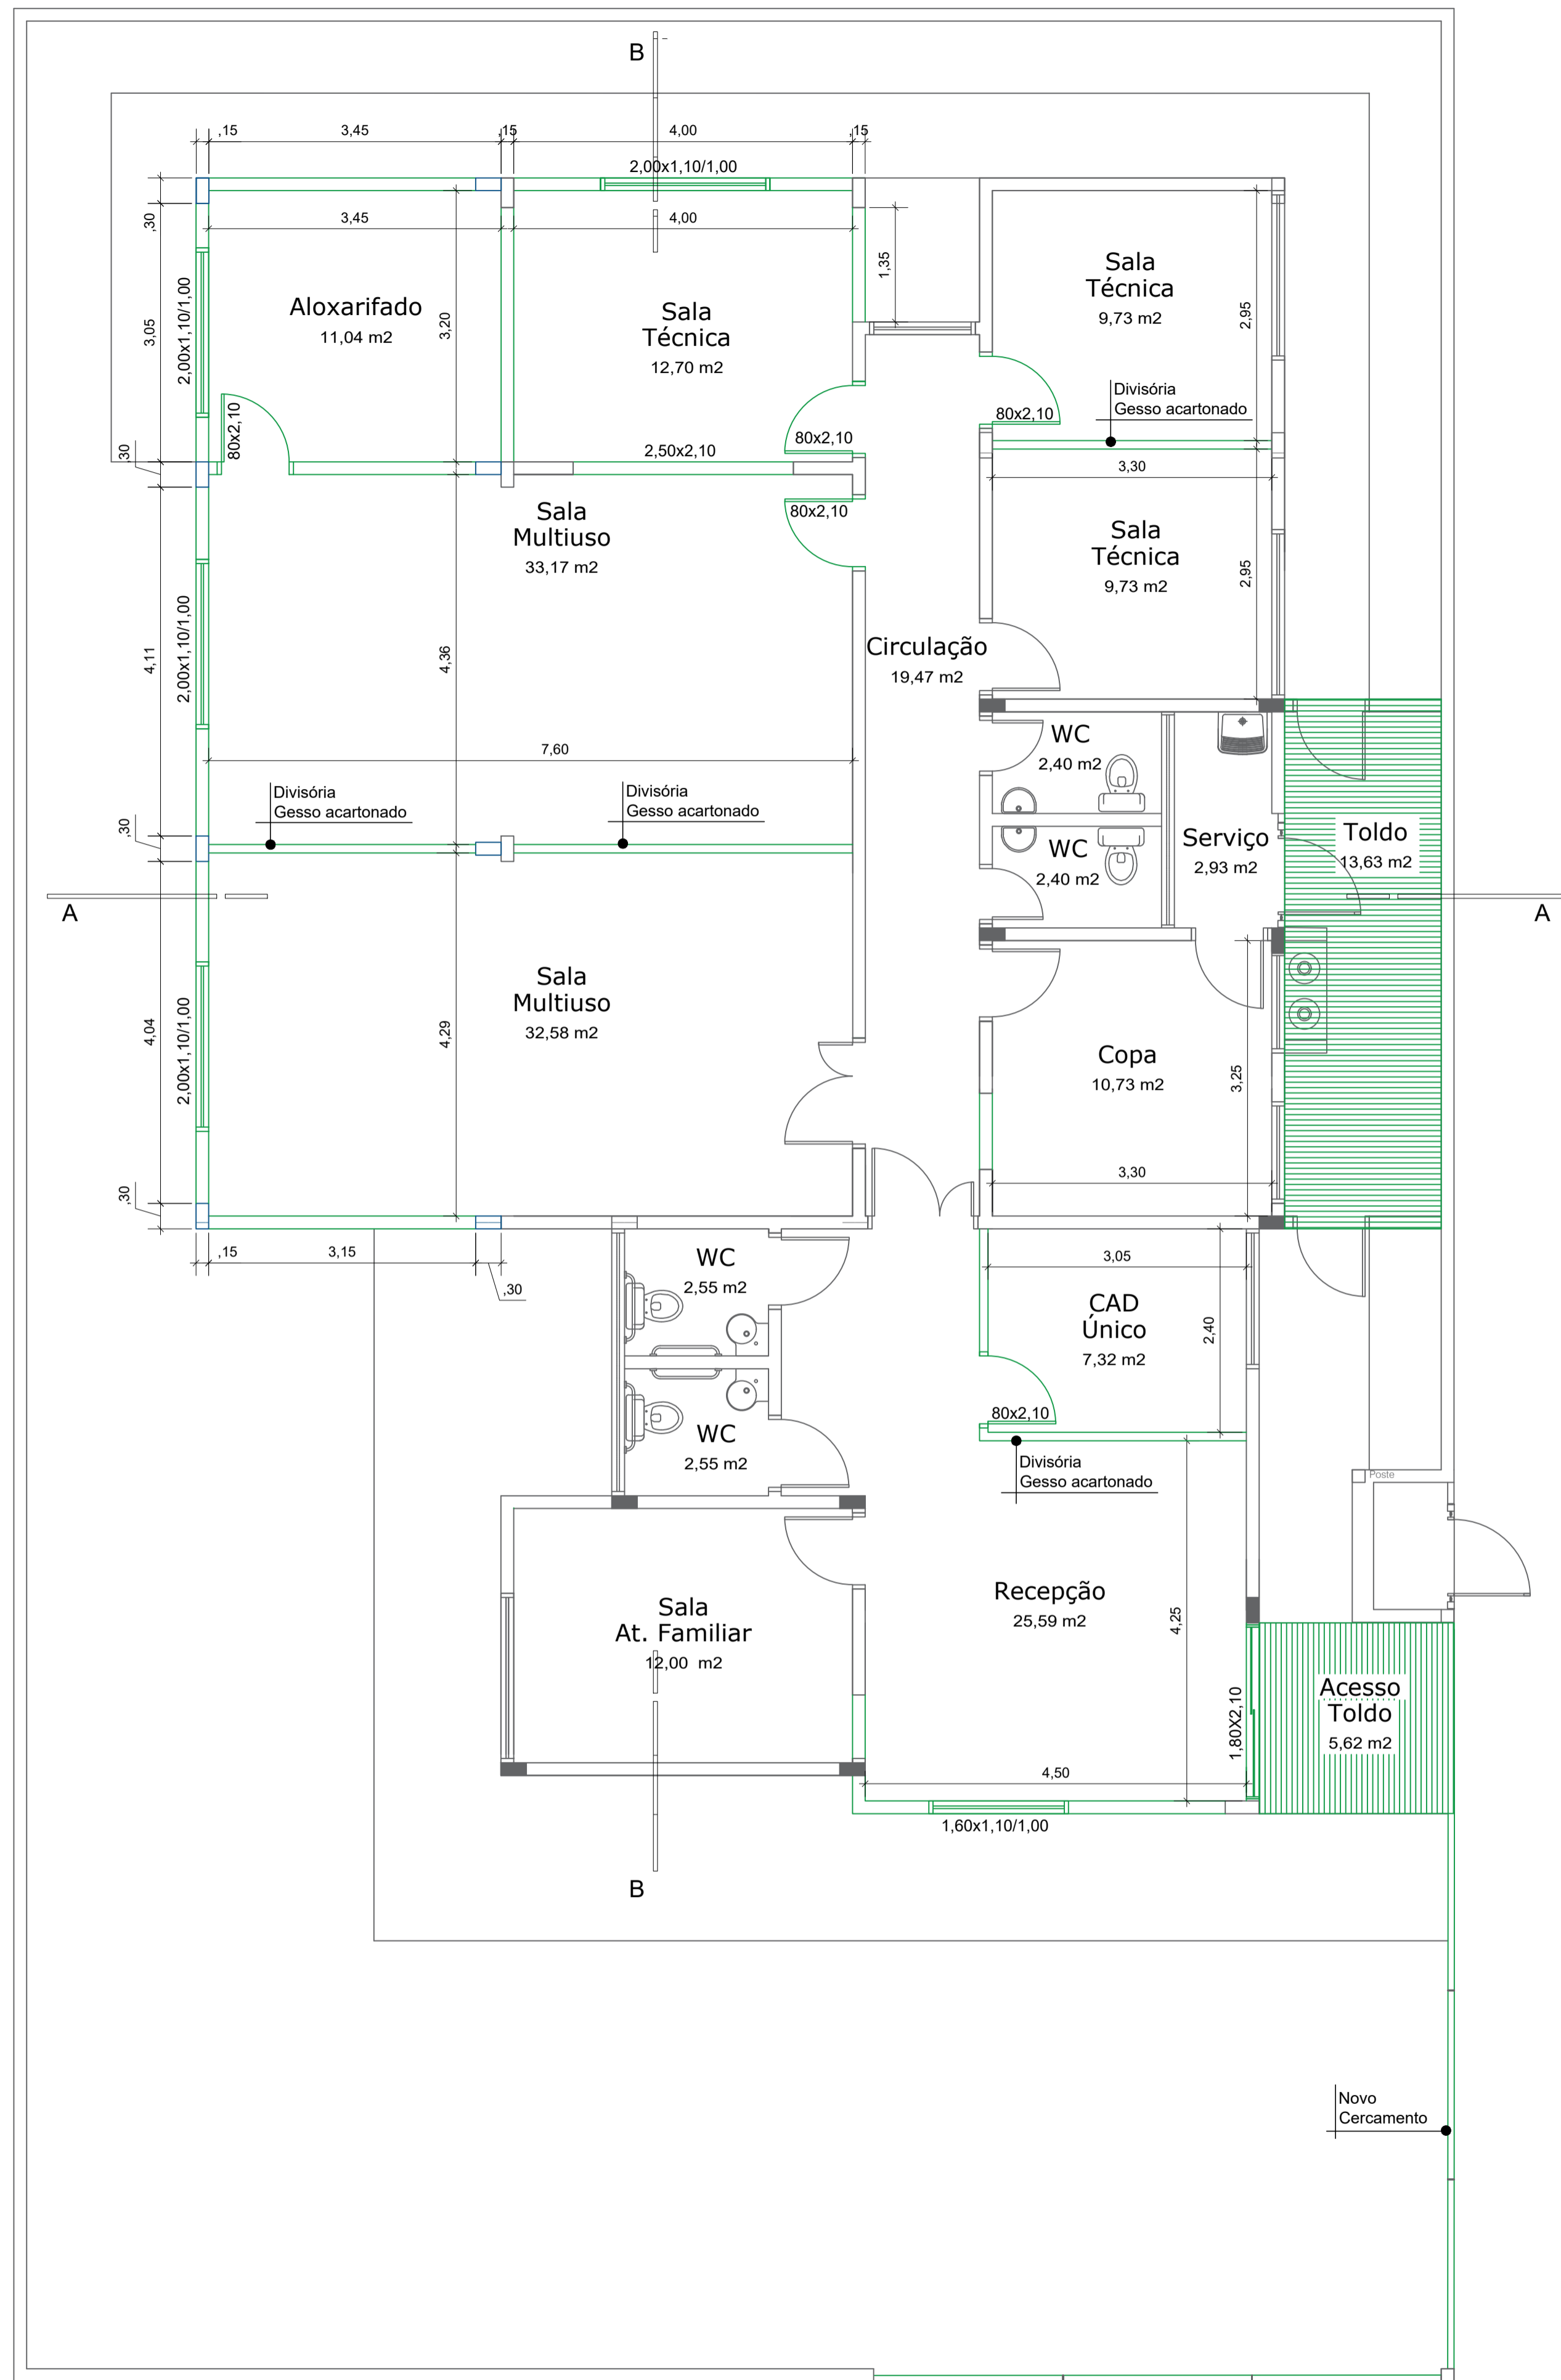 B
,15
3,45
,15
4,00
,15
2,00x1,10/1,00
,30
3,45
4,00
1,35
Aloxarifado
11,04 m2
Sala
Técnica
12,70 m2
Sala
Técnica
9,73 m2
2,95
3,05
2,00x1,10/1,00
3,20
Divisória
Gesso acartonado
80x2,10
80x2,10
80x2,10
,30
2,50x2,10
3,30
Sala
Multiuso
33,17 m2
80x2,10
Sala
Técnica
9,73 m2
2,95
4,11
2,00x1,10/1,00
4,36
Circulação
19,47 m2
7,60
WC
2,40 m2
Divisória
Gesso acartonado
Divisória
Gesso acartonado
,30
WC
2,40 m2
Serviço
2,93 m2
Toldo
13,63 m2
A
A
Sala
Multiuso
32,58 m2
4,04
2,00x1,10/1,00
4,29
Copa
10,73 m2
3,25
3,30
,30
,15
3,15
,30
WC
2,55 m2
3,05
CAD
Único
7,32 m2
2,40
80x2,10
WC
2,55 m2
Divisória
Gesso acartonado
Poste
Sala
At. Familiar
12,00 m2
Recepção
25,59 m2
4,25
1,80X2,10
Acesso
Toldo
5,62 m2
4,50
1,60x1,10/1,00
B
Novo
Cercamento